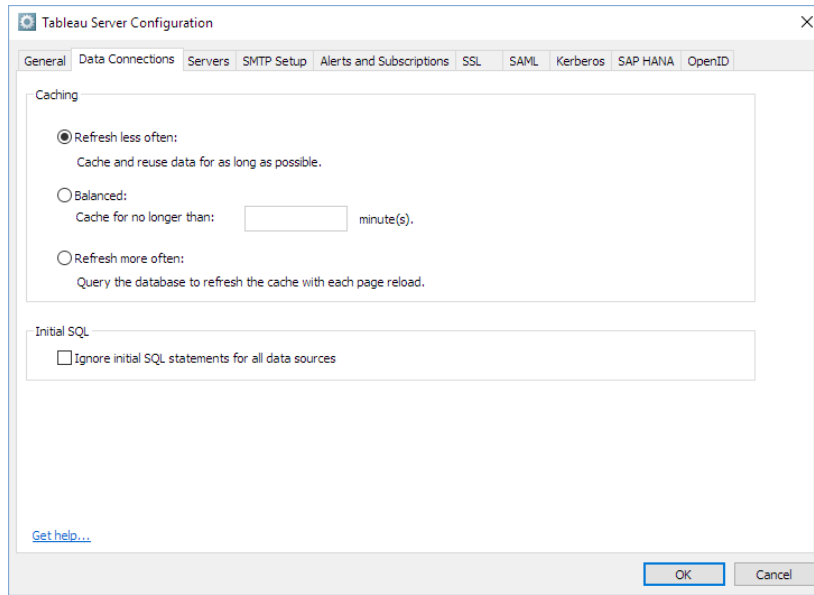 Tableau Server Configuration
General Data Connections Servers SMTP Setup Alerts and Subscriptions SSL SAML Kerberos SAP HANA OpenID
Caching
Refresh less often:
Cache and reuse data for as long as possible.
Balanced:
Cache for no longer than: minute(s).
Refresh more often:
Query the database to refresh the cache with each page reload.
Initial SQL
Ignore initial SQL statements for all data sources
Get help...
OK Cancel